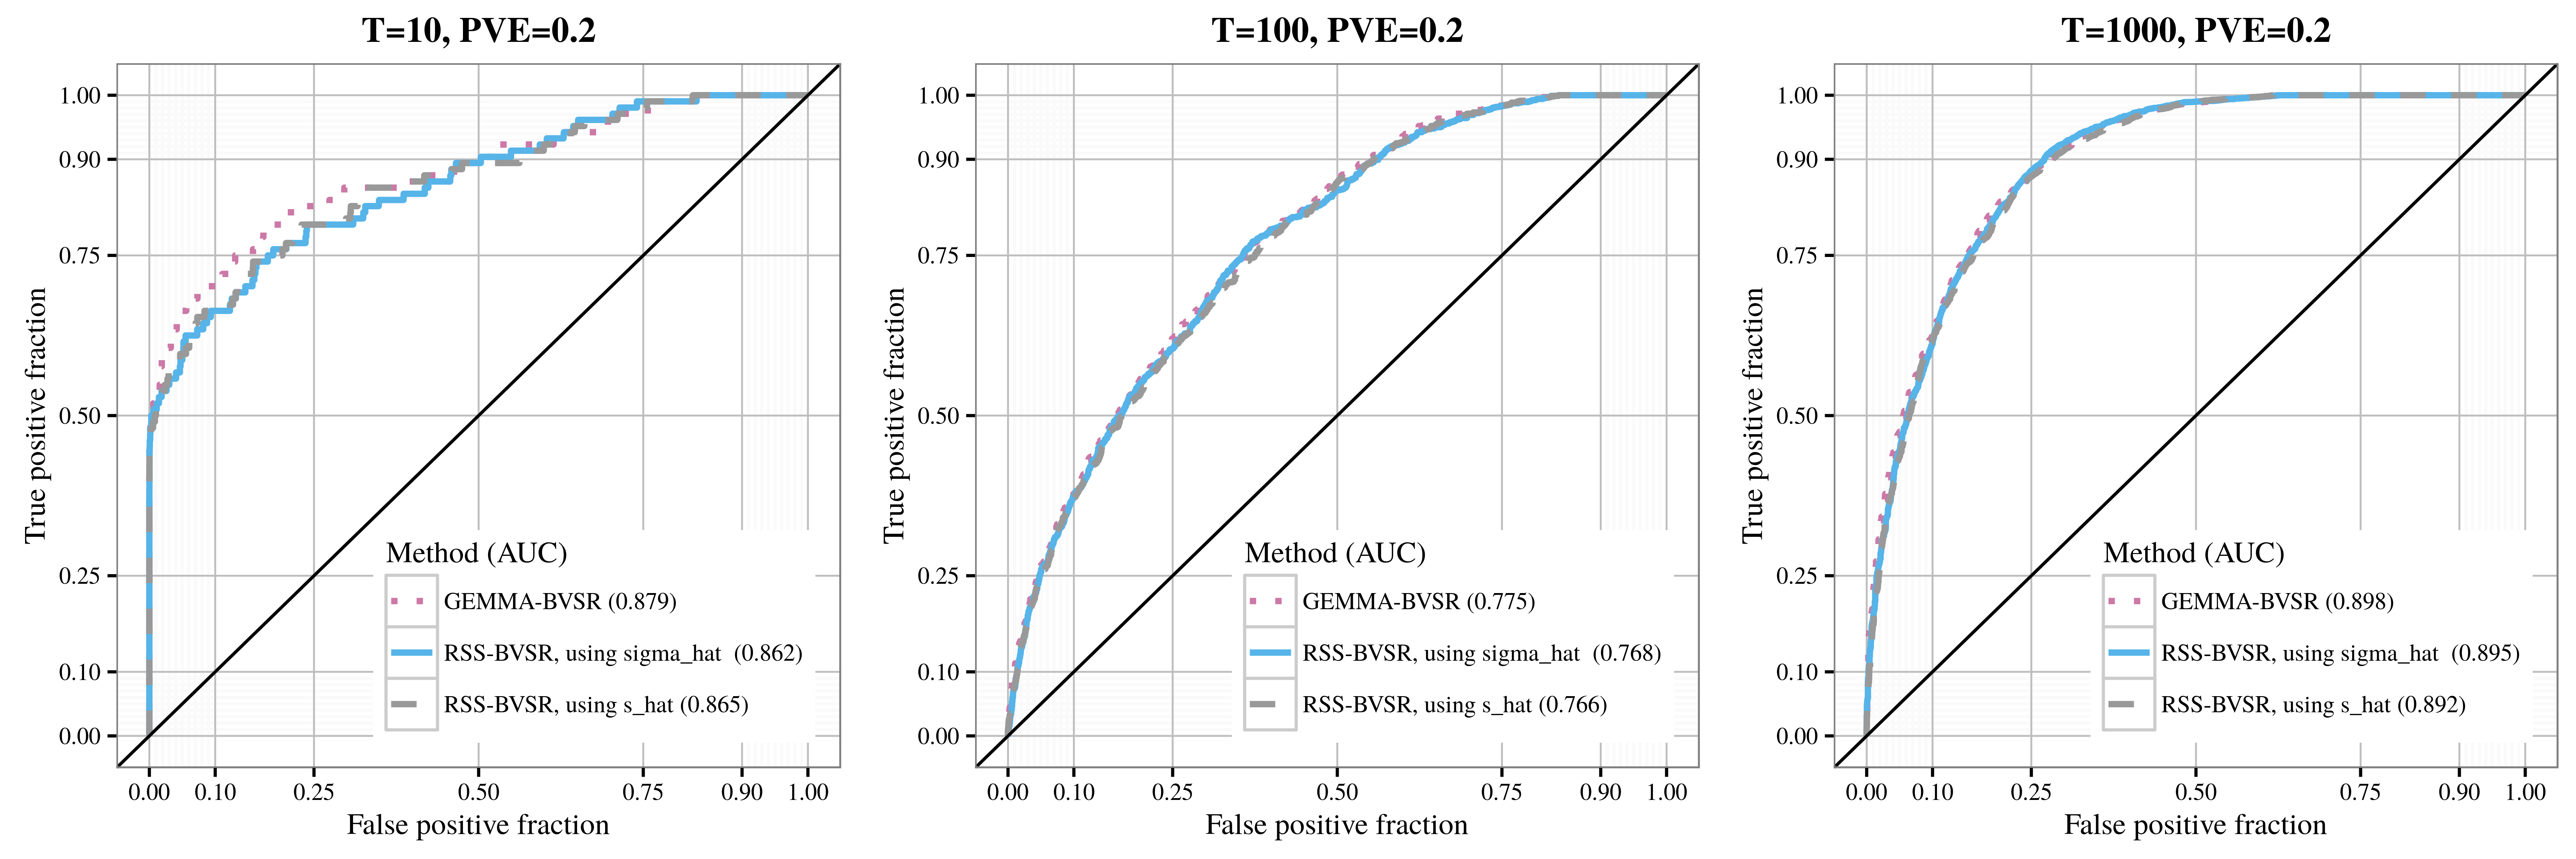 T=10, PVE=0.2
True positive fraction
1.00
0.90
0.75
0.50
0.25
0.10
0.00
Method (AUC)
GEMMA-BVSR (0.879)
RSS-BVSR, using sigma_hat  (0.862)
RSS-BVSR, using s_hat (0.865)
0.00 0.10 0.25 0.50 0.75 0.90 1.00
False positive fraction
T=100, PVE=0.2
True positive fraction
1.00
0.90
0.75
0.50
0.25
0.10
0.00
Method (AUC)
GEMMA-BVSR (0.775)
RSS-BVSR, using sigma_hat  (0.768)
RSS-BVSR, using s_hat (0.766)
0.00 0.10 0.25 0.50 0.75 0.90 1.00
False positive fraction
T=1000, PVE=0.2
True positive fraction
1.00
0.90
0.75
0.50
0.25
0.10
0.00
Method (AUC)
GEMMA-BVSR (0.898)
RSS-BVSR, using sigma_hat  (0.895)
RSS-BVSR, using s_hat (0.892)
0.00 0.10 0.25 0.50 0.75 0.90 1.00
False positive fraction